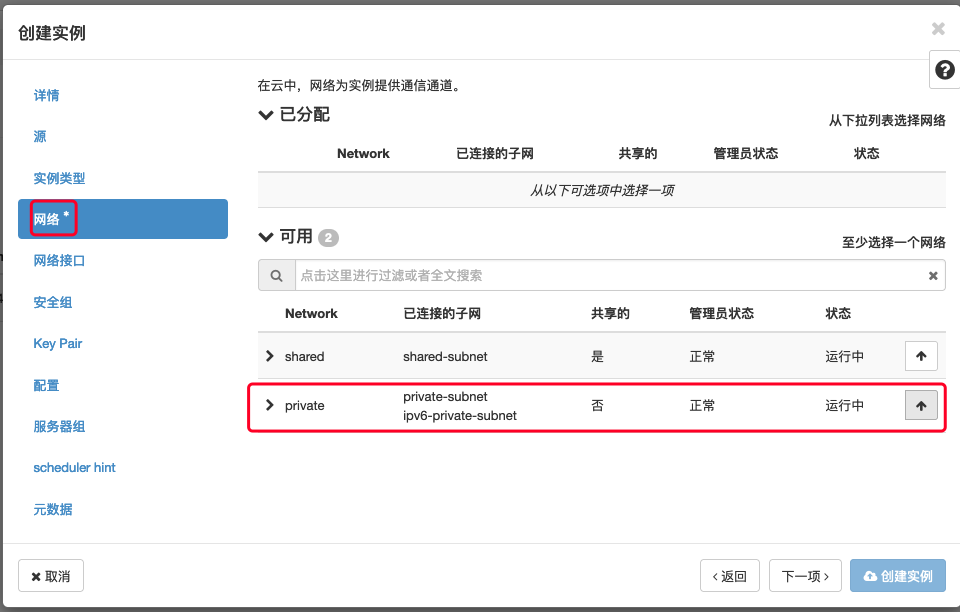 创建实例
详情
源
实例类型
网络 *
网络接口
安全组
Key Pair
配置
服务器组
scheduler hint
元数据
在云中，网络为实例提供通信通道。
已分配
从下拉列表选择网络
Network 已连接的子网 共享的 管理员状态 状态
从以下可选项中选择一项
可用 2
至少选择一个网络
点击这里进行过滤或者全文搜索
Network 已连接的子网 共享的 管理员状态 状态
shared shared-subnet 是 正常 运行中
private private-subnet 否 正常 运行中
ipv6-private-subnet
取消
返回
下一项
创建实例